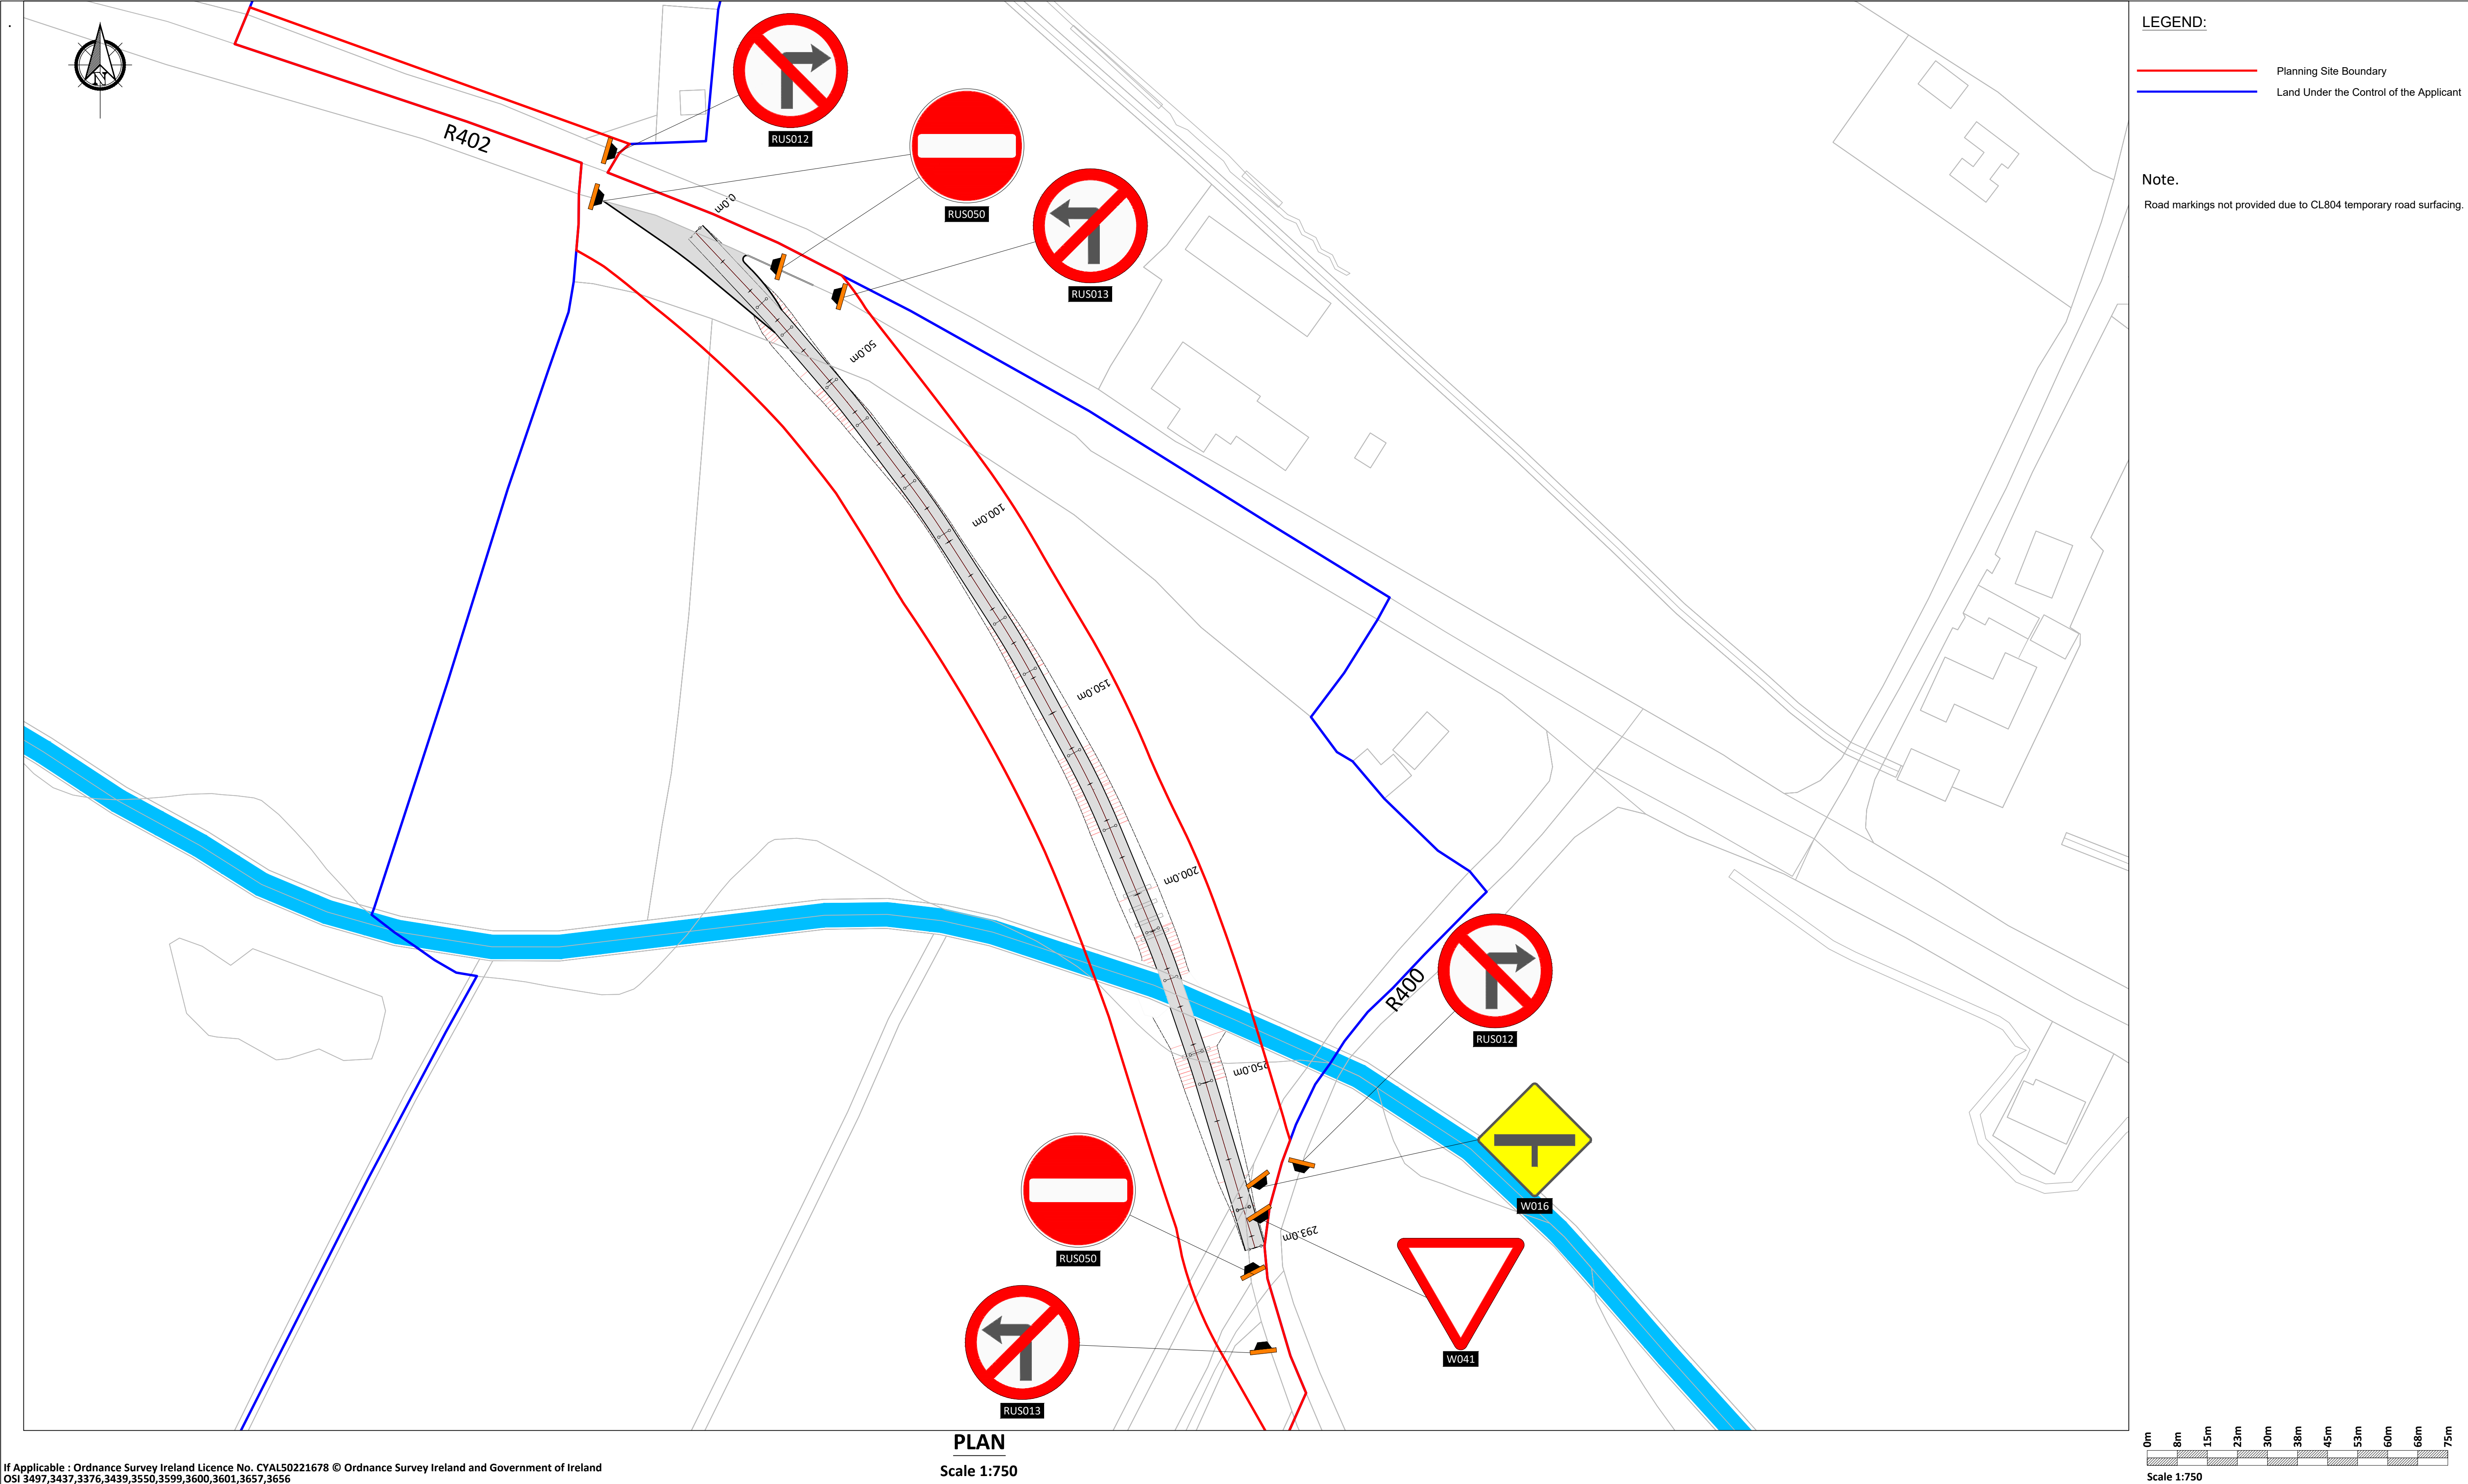 LEGEND:
Planning Site Boundary
Land Under the Control of the Applicant
Note.
Road markings not provided due to CL804 temporary road surfacing.
N
R402
RUS012
RUS050
RUS013
0.0m
50.0m
100.0m
150.0m
200.0m
250.0m
293.0m
R400
RUS012
W016
RUS050
W041
RUS013
PLAN
Scale 1:750
If Applicable : Ordnance Survey Ireland Licence No. CYAL50221678 © Ordnance Survey Ireland and Government of Ireland
OSI 3497,3437,3376,3439,3550,3599,3600,3601,3657,3656
0m 8m 15m 23m 30m 38m 45m 53m 60m 68m 75m
Scale 1:750